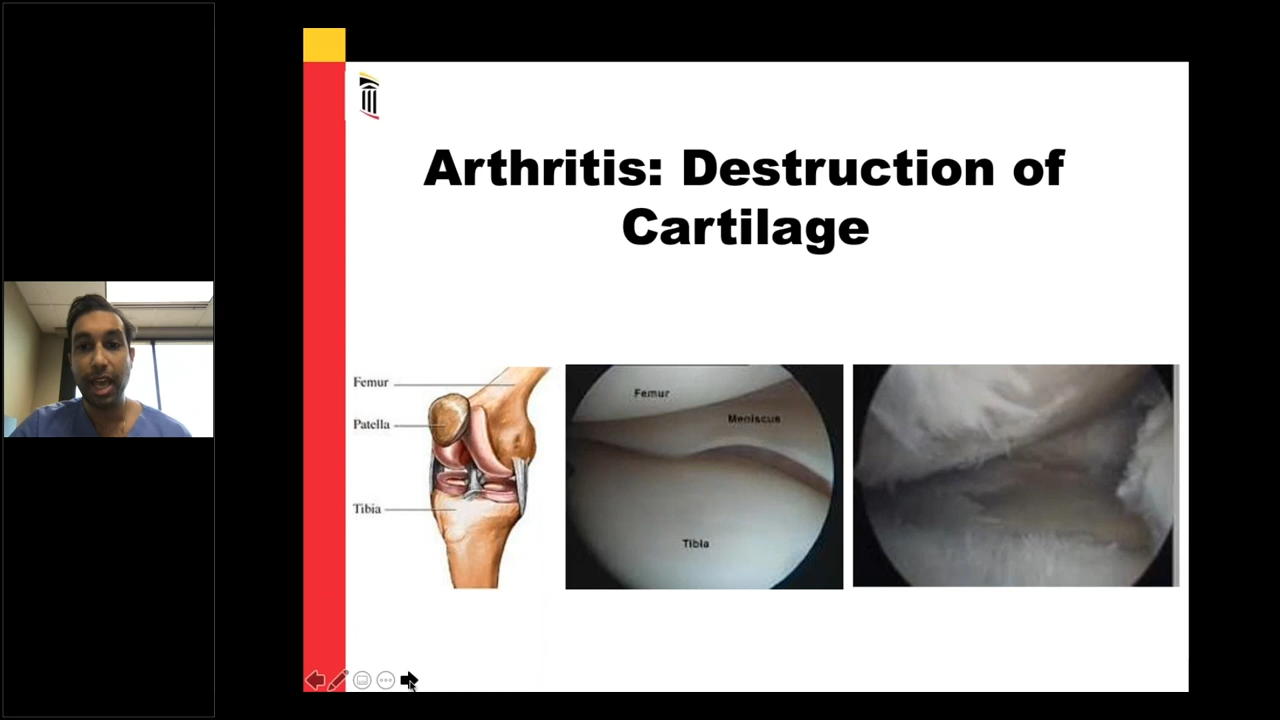 Arthritis: Destruction of
Cartilage
Femur
Patella
Tibia
Femur
Meniscus
Tibia